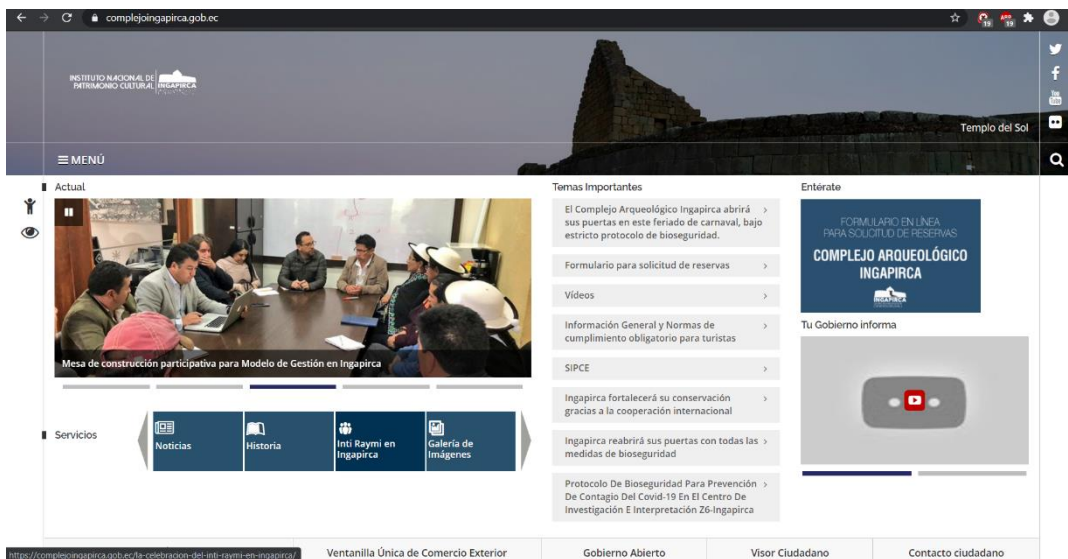 complejoingapirca.gob.ec
19
ABP
19
INSTITUTO NACIONAL DE
PATRIMONIO CULTURAL
INGAPIRCA
You
Tube
Templo del Sol
MENÚ
Actual
Mesa de construcción participativa para Modelo de Gestión en Ingapirca
Servicios
Noticias
Historia
Inti Raymi en
Ingapirca
Galería de
Imágenes
Temas Importantes
El Complejo Arqueológico Ingapirca abrirá
sus puertas en este feriado de carnaval, bajo
estricto protocolo de bioseguridad.
Formulario para solicitud de reservas
Vídeos
Información General y Normas de
cumplimiento obligatorio para turistas
SIPCE
Ingapirca fortalecerá su conservación
gracias a la cooperación internacional
Ingapirca reabrirá sus puertas con todas las
medidas de bioseguridad
Protocolo De Bioseguridad Para Prevención
De Contagio Del Covid-19 En El Centro De
Investigación E Interpretación Z6-Ingapirca
Entérate
FORMULARIO EN LÍNEA
PARA SOLICITUD DE RESERVAS
COMPLEJO ARQUEOLÓGICO
INGAPIRCA
INGAPIRCA
Tu Gobierno informa
https://complejoingapirca.gob.ec/la-celebracion-del-inti-raymi-en-ingapirca/
Ventanilla Única de Comercio Exterior
Gobierno Abierto
Visor Ciudadano
Contacto ciudadano